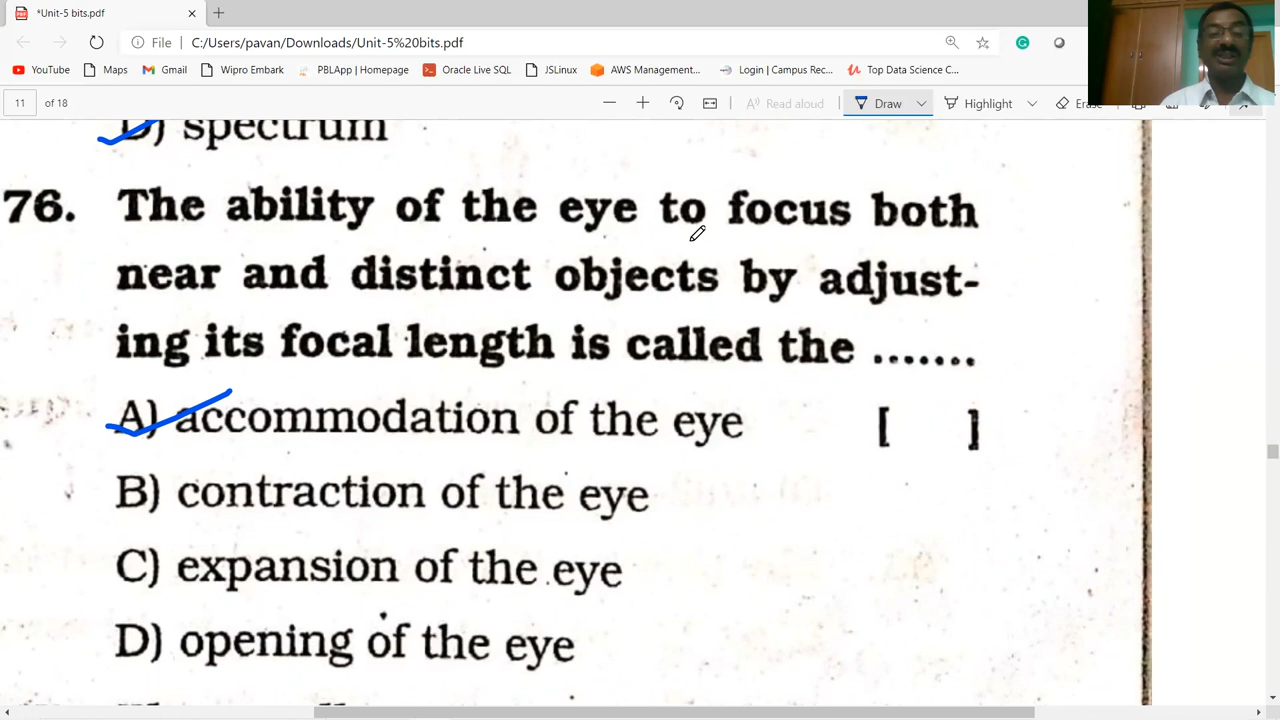 *Unit-5 bits.pdf
File C:/Users/pavan/Downloads/Unit-5%20bits.pdf
YouTube Maps Gmail Wipro Embark PBLApp | Homepage Oracle Live SQL JSLinux AWS Management... Login | Campus Rec... Top Data Science C...
11 of 18 Read aloud Draw Highlight Erase
D) spectrum
76. The ability of the eye to focus both
near and distinct objects by adjust-
ing its focal length is called the .......
A) accommodation of the eye [ ]
B) contraction of the eye
C) expansion of the eye
D) opening of the eye